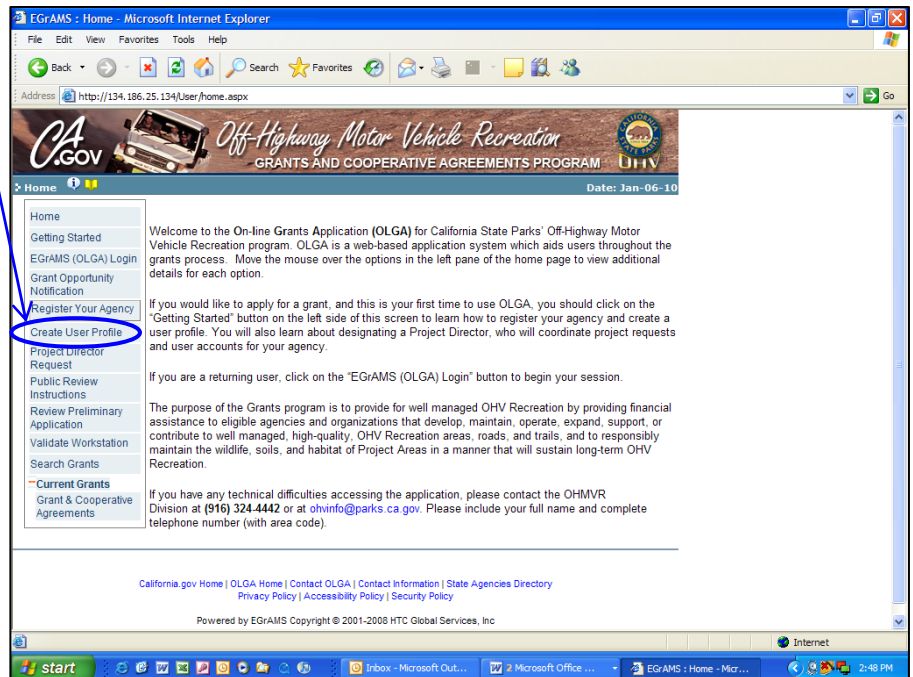 EGrAMS : Home - Microsoft Internet Explorer
File Edit View Favorites Tools Help
Back Search Favorites
Address http://134.186.25.134/User/home.aspx Go
CA.GOV
Off-Highway Motor Vehicle Recreation
GRANTS AND COOPERATIVE AGREEMENTS PROGRAM
CALIFORNIA
STATE PARKS
OHV
Home Date: Jan-06-10
Home
Getting Started
EGrAMS (OLGA) Login
Grant Opportunity
Notification
Register Your Agency
Create User Profile
Project Director
Request
Public Review
Instructions
Review Preliminary
Application
Validate Workstation
Search Grants
Current Grants
Grant & Cooperative
Agreements
Welcome to the On-line Grants Application (OLGA) for California
State Parks' Off-Highway Motor
Vehicle Recreation program. OLGA is a web-based application system which aids users throughout the
grants process. Move the mouse over the options in the left pane of the home page to view additional
details for each option.
If you would like to apply for a grant, and this is your first time to use OLGA, you should click on the
"Getting Started" button on the left side of this screen to learn how to register your agency and create a
user profile. You will also learn about designating a Project Director, who will coordinate project requests
and user accounts for your agency.
If you are a returning user, click on the "EGrAMS (OLGA) Login" button to begin your session.
The purpose of the Grants program is to provide for well managed OHV Recreation by providing financial
assistance to eligible agencies and organizations that develop, maintain, operate, expand, support, or
contribute to well managed, high-quality, OHV Recreation areas, roads, and trails, and to responsibly
maintain the wildlife, soils, and habitat of Project Areas in a manner that will sustain long-term OHV
Recreation.
If you have any technical difficulties accessing the application, please contact the OHMVR
Division at (916) 324-4442 or at ohvinfo@parks.ca.gov. Please include your full name and complete
telephone number (with area code).
California.gov Home | OLGA Home | Contact OLGA | Contact Information | State Agencies Directory
Privacy Policy | Accessibility Policy | Security Policy
Powered by EGrAMS Copyright © 2001-2008 HTC Global Services, Inc
Internet
start Inbox - Microsoft Out... 2 Microsoft Office ... EGrAMS : Home - Micr... 2:48 PM